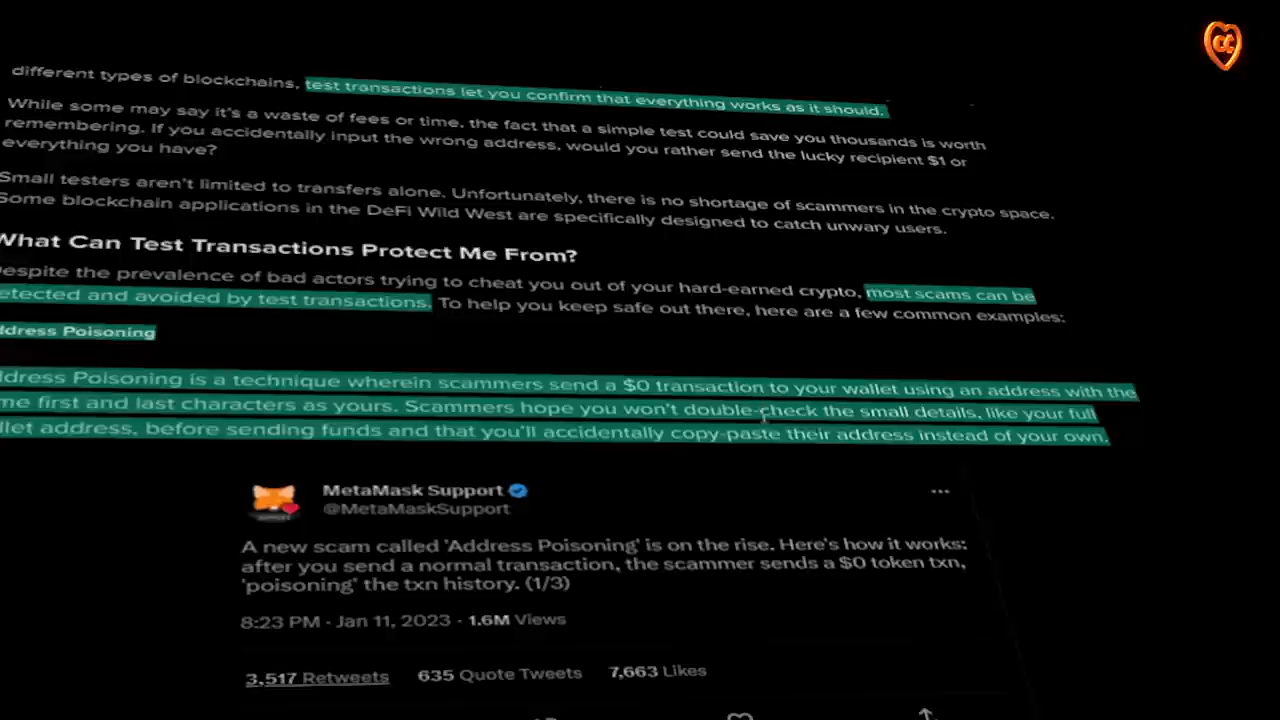 different types of blockchains, test transactions let you confirm that everything works as it should.
While some may say it's a waste of fees or time, the fact that a simple test could save you thousands is worth
remembering. If you accidentally input the wrong address, would you rather send the lucky recipient $1 or
everything you have?
Small testers aren't limited to transfers alone. Unfortunately, there is no shortage of scammers in the crypto space.
Some blockchain applications in the DeFi Wild West are specifically designed to catch unwary users.
What Can Test Transactions Protect Me From?
espite the prevalence of bad actors trying to cheat you out of your hard-earned crypto, most scams can be
etected and avoided by test transactions. To help you keep safe out there, here are a few common examples:
ddress Poisoning
ddress Poisoning is a technique wherein scammers send a $0 transaction to your wallet using an address with the
me first and last characters as yours. Scammers hope you won't double-check the small details, like your full
llet address, before sending funds and that you'll accidentally copy-paste their address instead of your own.
MetaMask Support
@MetaMaskSupport
A new scam called 'Address Poisoning' is on the rise. Here's how it works:
after you send a normal transaction, the scammer sends a $0 token txn,
'poisoning' the txn history. (1/3)
8:23 PM · Jan 11, 2023 · 1.6M Views
3,517 Retweets 635 Quote Tweets 7,663 Likes